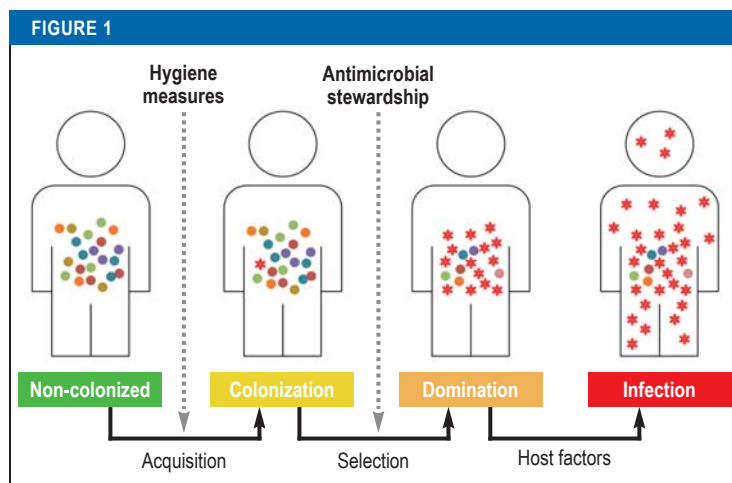 FIGURE 1
Hygiene
measures
Antimicrobial
stewardship
Non-colonized
Colonization
Domination
Infection
Acquisition
Selection
Host factors